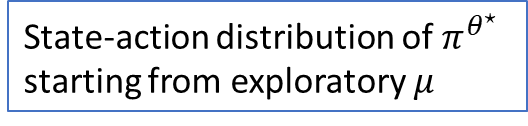 State-action distribution of π^θ⋆
starting from exploratory μ